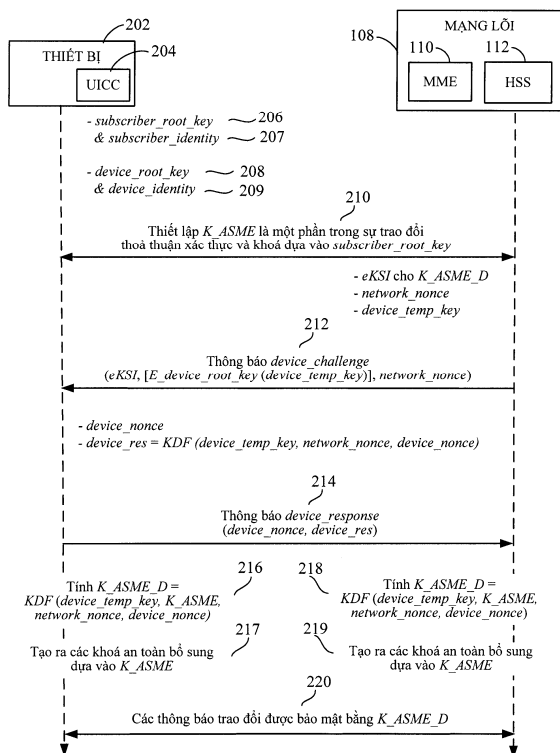 202
THIẾT BỊ
204
UICC
MẠNG LÕI
108
110
112
MME
HSS
- subscriber_root_key
206
& subscriber_identity
207
- device_root_key
208
& device_identity
209
210
Thiết lập K_ASME là một phần trong sự trao đổi
thoả thuận xác thực và khoá dựa vào subscriber_root_key
- eKSI cho K_ASME_D
- network_nonce
- device_temp_key
212
Thông báo device_challenge
(eKSI, [E_device_root_key (device_temp_key)], network_nonce)
- device_nonce
- device_res = KDF (device_temp_key, network_nonce, device_nonce)
214
Thông báo device_response
(device_nonce, device_res)
Tính K_ASME_D =
KDF (device_temp_key, K_ASME,
network_nonce, device_nonce)
216
218
Tính K_ASME_D =
KDF (device_temp_key, K_ASME,
network_nonce, device_nonce)
217
219
Tạo ra các khoá an toàn bổ sung
dựa vào K_ASME
Tạo ra các khoá an toàn bổ sung
dựa vào K_ASME
220
Các thông báo trao đổi được bảo mật bằng K_ASME_D